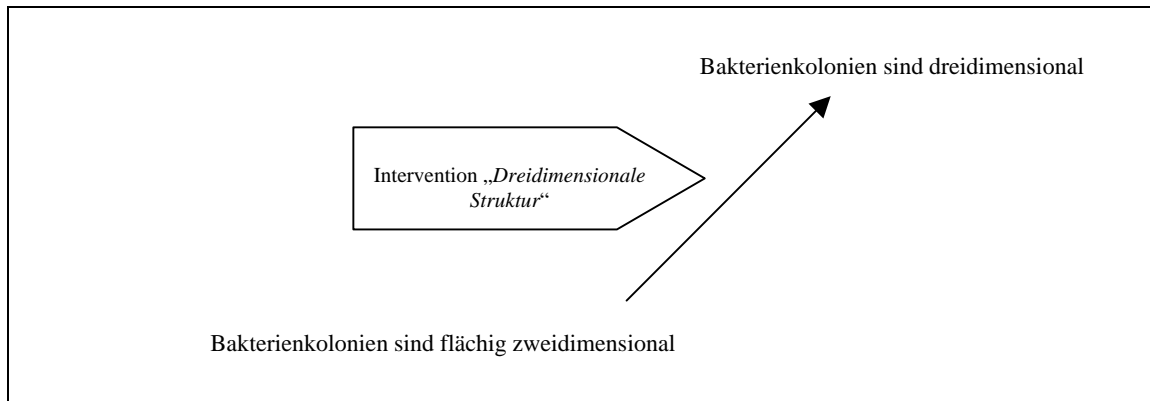 Bakterienkolonien sind dreidimensional
Intervention „Dreidimensionale
Struktur“
Bakterienkolonien sind flächig zweidimensional